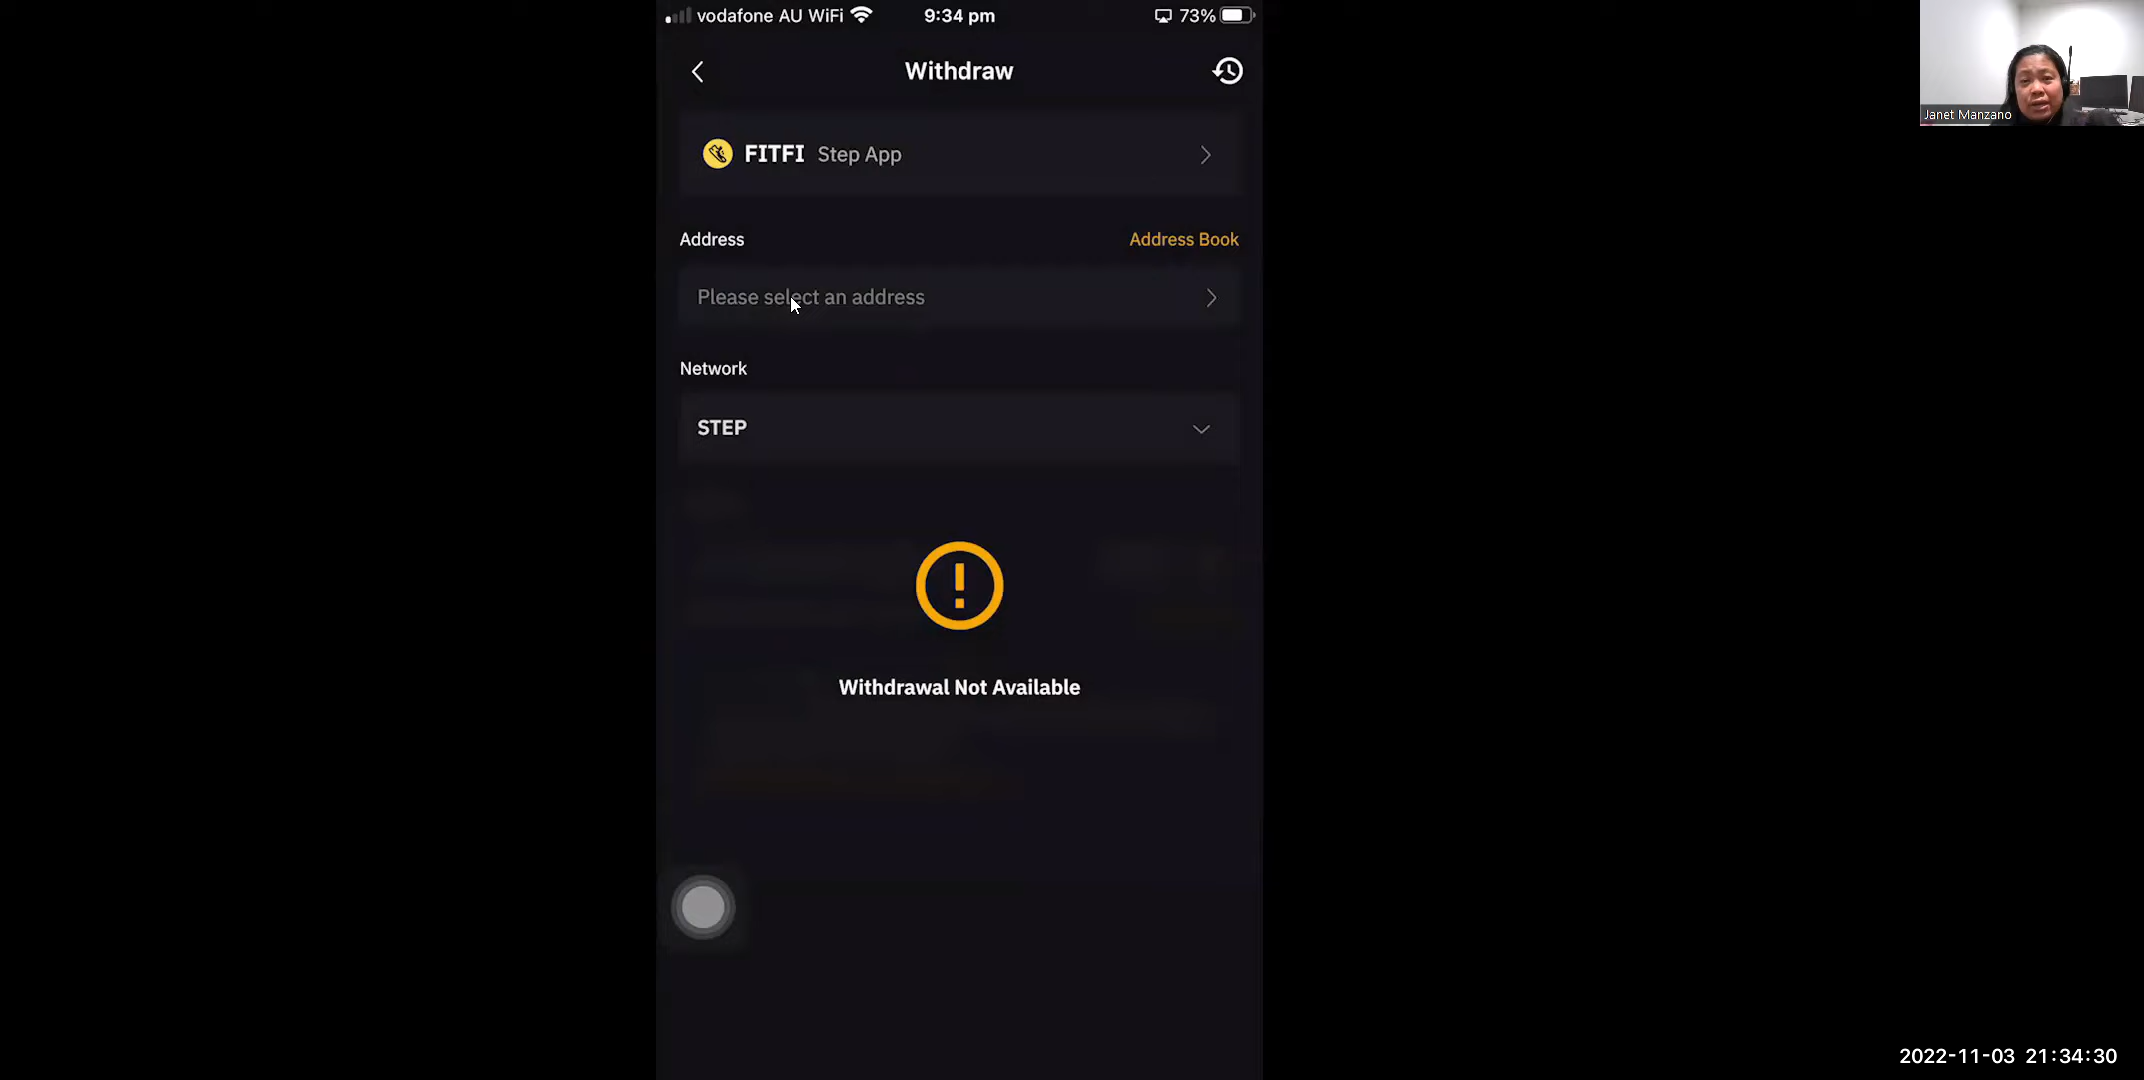 vodafone AU WiFi
9:34 pm
73%
Withdraw
FITFI Step App
Address
Address Book
Please select an address
Network
STEP
Withdrawal Not Available
Janet Manzano
2022-11-03 21:34:30